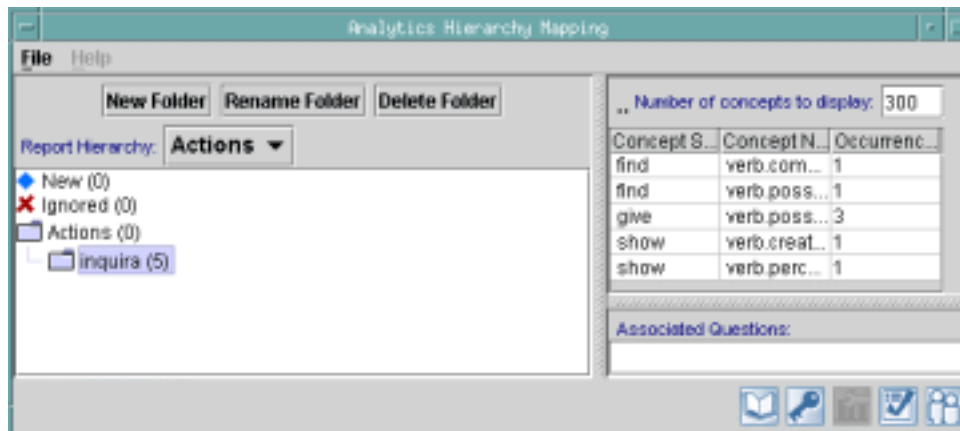 Analytics Hierarchy Mapping
File Help
New Folder Rename Folder Delete Folder
Report Hierarchy: Actions
New (0)
Ignored (0)
Actions (0)
inquira (5)
Number of concepts to display: 300
Concept S... Concept N... Occurrenc...
find verb.com... 1
find verb.poss... 1
give verb.poss... 3
show verb.creat... 1
show verb.perc... 1
Associated Questions: